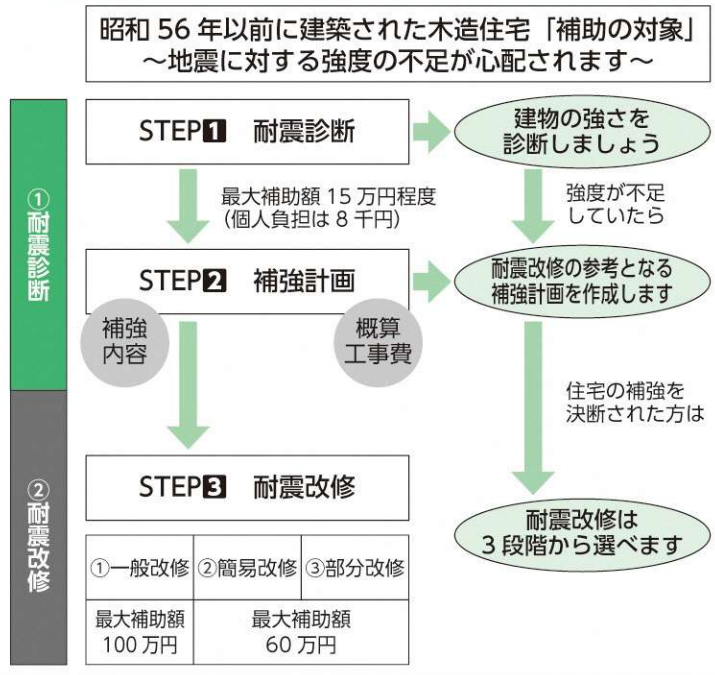 昭和 56 年以前に建築された木造住宅「補助の対象」
～地震に対する強度の不足が心配されます～
①耐震診断
STEP1 耐震診断
建物の強さを
診断しましょう
最大補助額 15 万円程度
(個人負担は 8 千円)
強度が不足
していたら
STEP2 補強計画
耐震改修の参考となる
補強計画を作成します
補強
内容
概算
工事費
住宅の補強を
決断された方は
②耐震改修
STEP3 耐震改修
耐震改修は
3 段階から選べます
①一般改修
②簡易改修
③部分改修
最大補助額
100 万円
最大補助額
60 万円